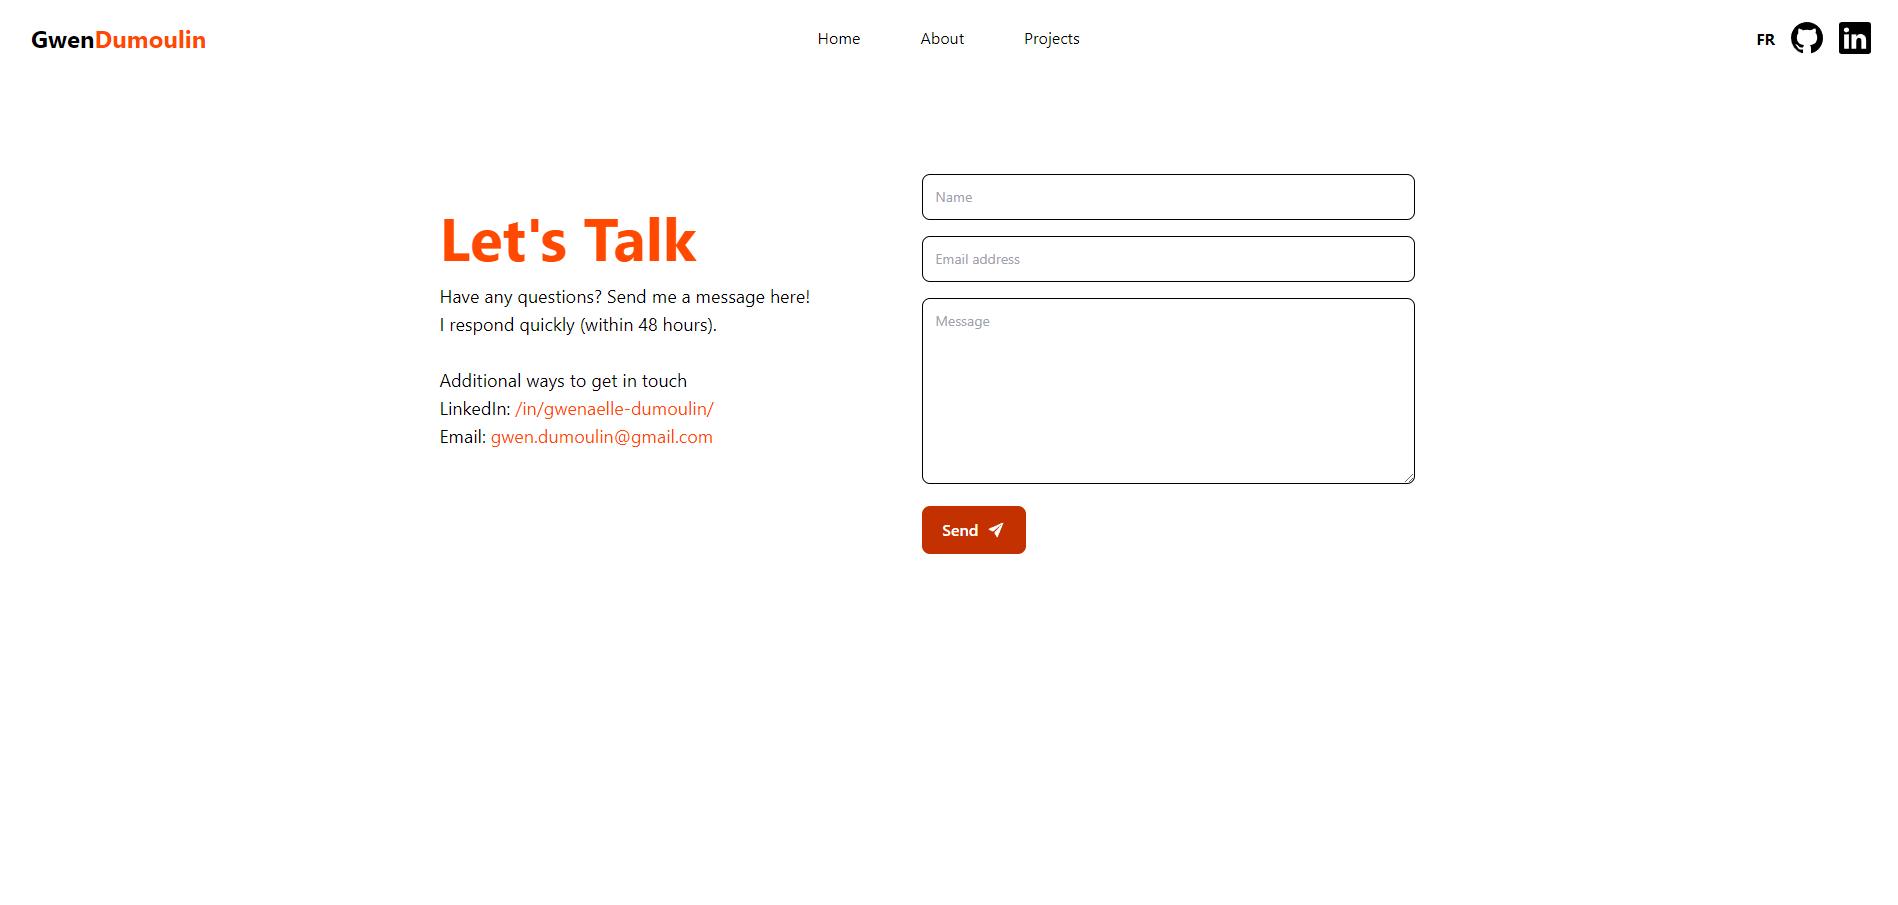 GwenDumoulin
Home About Projects
FR
in
Let's Talk
Have any questions? Send me a message here!
I respond quickly (within 48 hours).
Additional ways to get in touch
LinkedIn: /in/gwenaelle-dumoulin/
Email: gwen.dumoulin@gmail.com
Name
Email address
Message
Send